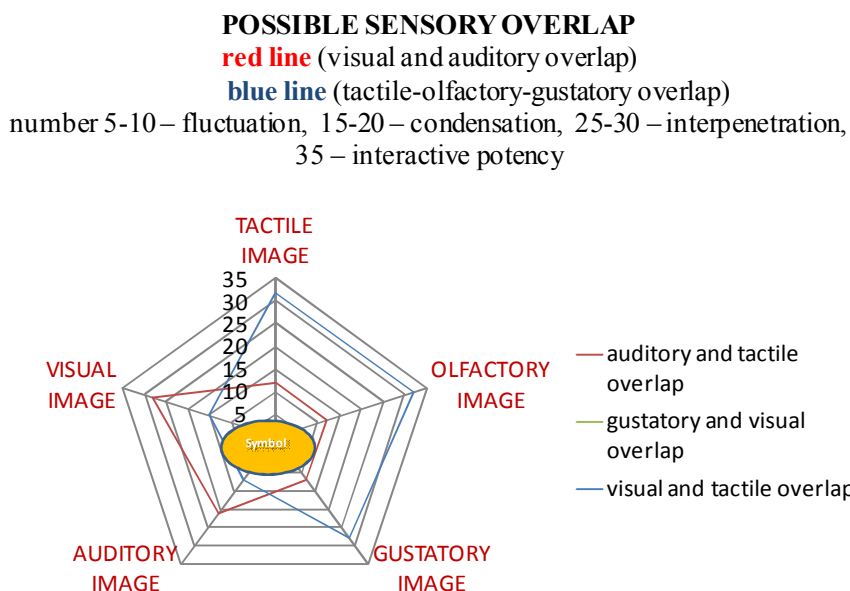 POSSIBLE SENSORY OVERLAP
red line (visual and auditory overlap)
blue line (tactile-olfactory-gustatory overlap)
number 5-10 – fluctuation, 15-20 – condensation, 25-30 – interpenetration,
35 – interactive potency
TACTILE
IMAGE
35
30
25
20
15
10
5
VISUAL
IMAGE
OLFACTORY
IMAGE
Symbol
AUDITORY
IMAGE
GUSTATORY
IMAGE
auditory and tactile
overlap
gustatory and visual
overlap
visual and tactile overlap